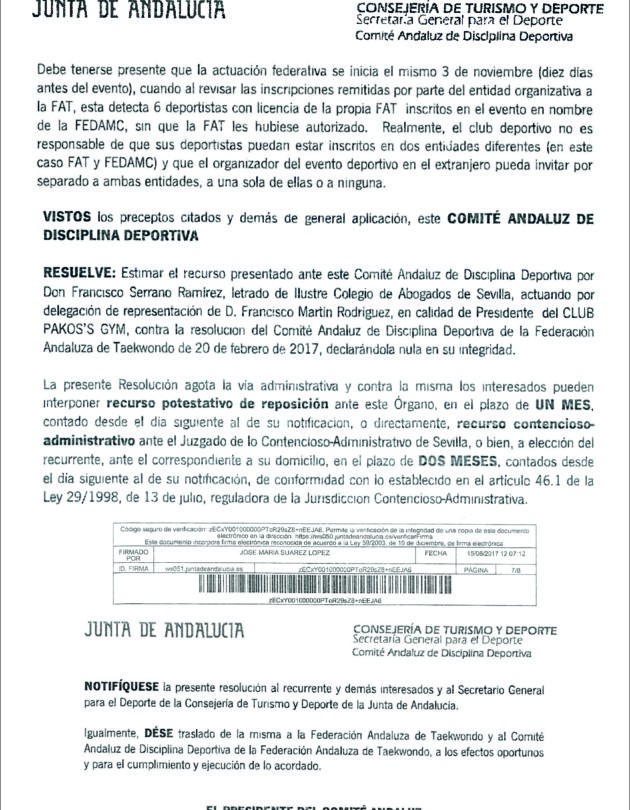 JUNTA DE ANDALUCIA
CONSEJERÍA DE TURISMO Y DEPORTE
Secretaría General para el Deporte
Comité Andaluz de Disciplina Deportiva
Debe tenerse presente que la actuación federativa se inicia el mismo 3 de noviembre (diez días
antes del evento), cuando al revisar las inscripciones remitidas por parte del entidad organizativa a
la FAT, esta detecta 6 deportistas con licencia de la propia FAT inscritos en el evento en nombre
de la FEDAMC, sin que la FAT les hubiese autorizado. Realmente, el club deportivo no es
responsable de que sus deportistas puedan estar inscritos en dos entidades diferentes (en este
caso FAT y FEDAMC) y que el organizador del evento deportivo en el extranjero pueda invitar por
separado a ambas entidades, a una sola de ellas o a ninguna.
VISTOS los preceptos citados y demás de general aplicación, este COMITÉ ANDALUZ DE
DISCIPLINA DEPORTIVA
RESUELVE: Estimar el recurso presentado ante este Comité Andaluz de Disciplina Deportiva por
Don Francisco Serrano Ramírez, letrado de Ilustre Colegio de Abogados de Sevilla, actuando por
delegación de representación de D. Francisco Martin Rodriguez, en calidad de Presidente del CLUB
PAKOS'S GYM, contra la resolucion del Comité Andaluz de Disciplina Deportiva de la Federación
Andaluza de Taekwondo de 20 de febrero de 2017, declarándola nula en su integridad.
La presente Resolución agota la vía administrativa y contra la misma los interesados pueden
interponer recurso potestativo de reposición ante este Órgano, en el plazo de UN MES,
contado desde el día siguiente al de su notificacion, o directamente, recurso contencioso-
administrativo ante el Juzgado de lo Contencioso-Administrativo de Sevilla, o bien, a elección del
recurrente, ante el correspondiente a su domicilio, en el plazo de DOS MESES, contados desde
el día siguiente al de su notificación, de conformidad con lo establecido en el artículo 46.1 de la
Ley 29/1998, de 13 de julio, reguladora de la Jurisdiccion Contencioso-Administrativa.
Código seguro de verificación: zECxY001000000PToR29sZ8+nEEJA6. Permite la verificación de la integridad de una copia de este documento
electrónico en la dirección: https://ws050.juntadeandalucia.es/verificarFirma
Este documento incorpora firma electrónica reconocida de acuerdo a la Ley 59/2003, de 19 de diciembre, de firma electrónica
FIRMADO POR JOSE MARIA SUAREZ LOPEZ FECHA 15/06/2017 12 07 12
ID. FIRMA ws051.juntadeandalucia.es zECxY001000000PToR29sZ8+nEEJA6 PÁGINA 7/8
zECxY001000000PToR29sZ8+nEEJA6
JUNTA DE ANDALUCIA
CONSEJERÍA DE TURISMO Y DEPORTE
Secretaría General para el Deporte
Comité Andaluz de Disciplina Deportiva
NOTIFÍQUESE la presente resolución al recurrente y demás interesados y al Secretario General
para el Deporte de la Consejería de Turismo y Deporte de la Junta de Andalucía.
Igualmente, DÉSE traslado de la misma a la Federación Andaluza de Taekwondo y al Comité
Andaluz de Disciplina Deportiva de la Federación Andaluza de Taekwondo, a los efectos oportunos
y para el cumplimiento y ejecución de lo acordado.
EL PRESIDENTE DEL COMITÉ ANDALUZ